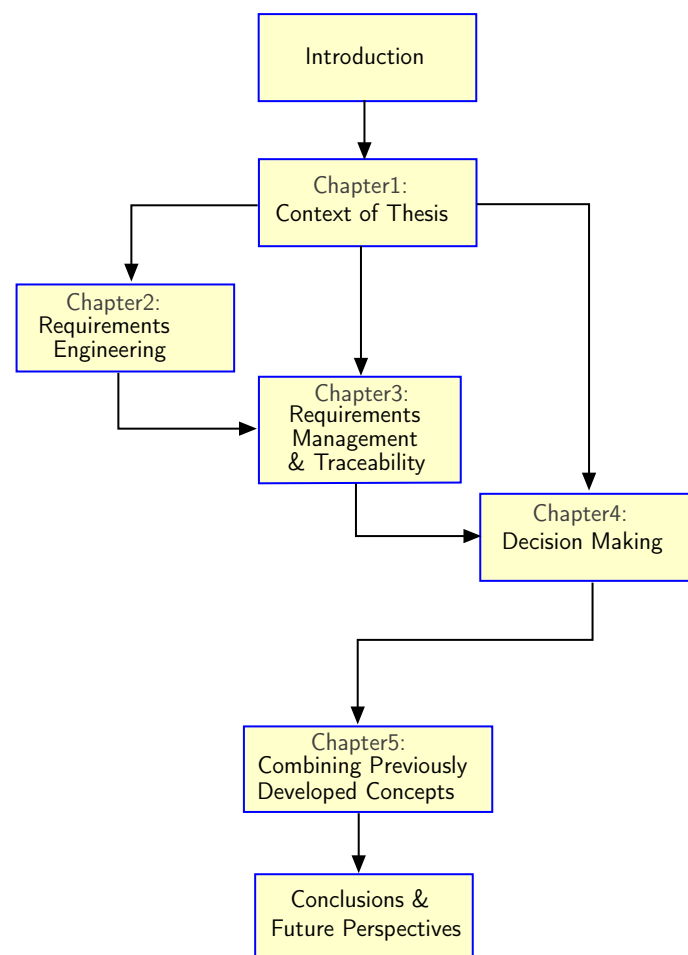 Introduction
Chapter1:
Context of Thesis
Chapter2:
Requirements
Engineering
Chapter3:
Requirements
Management
& Traceability
Chapter4:
Decision Making
Chapter5:
Combining Previously
Developed Concepts
Conclusions &
Future Perspectives